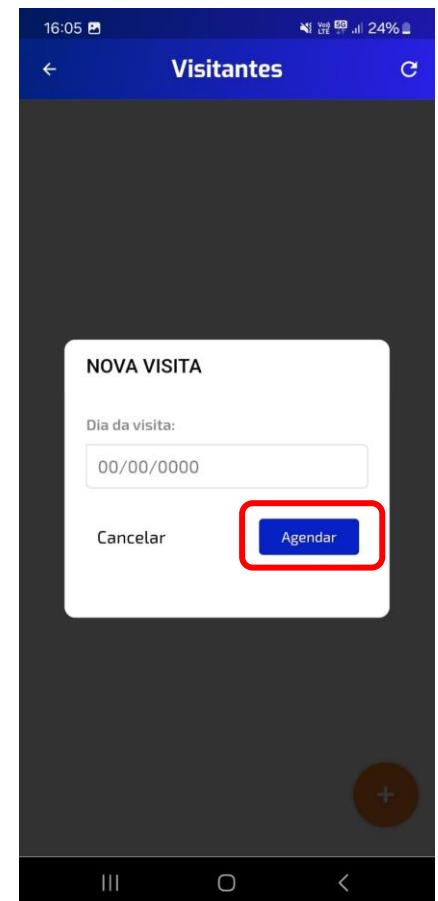 16:05 24%
Visitantes
NOVA VISITA
Dia da visita:
00/00/0000
Cancelar Agendar
+